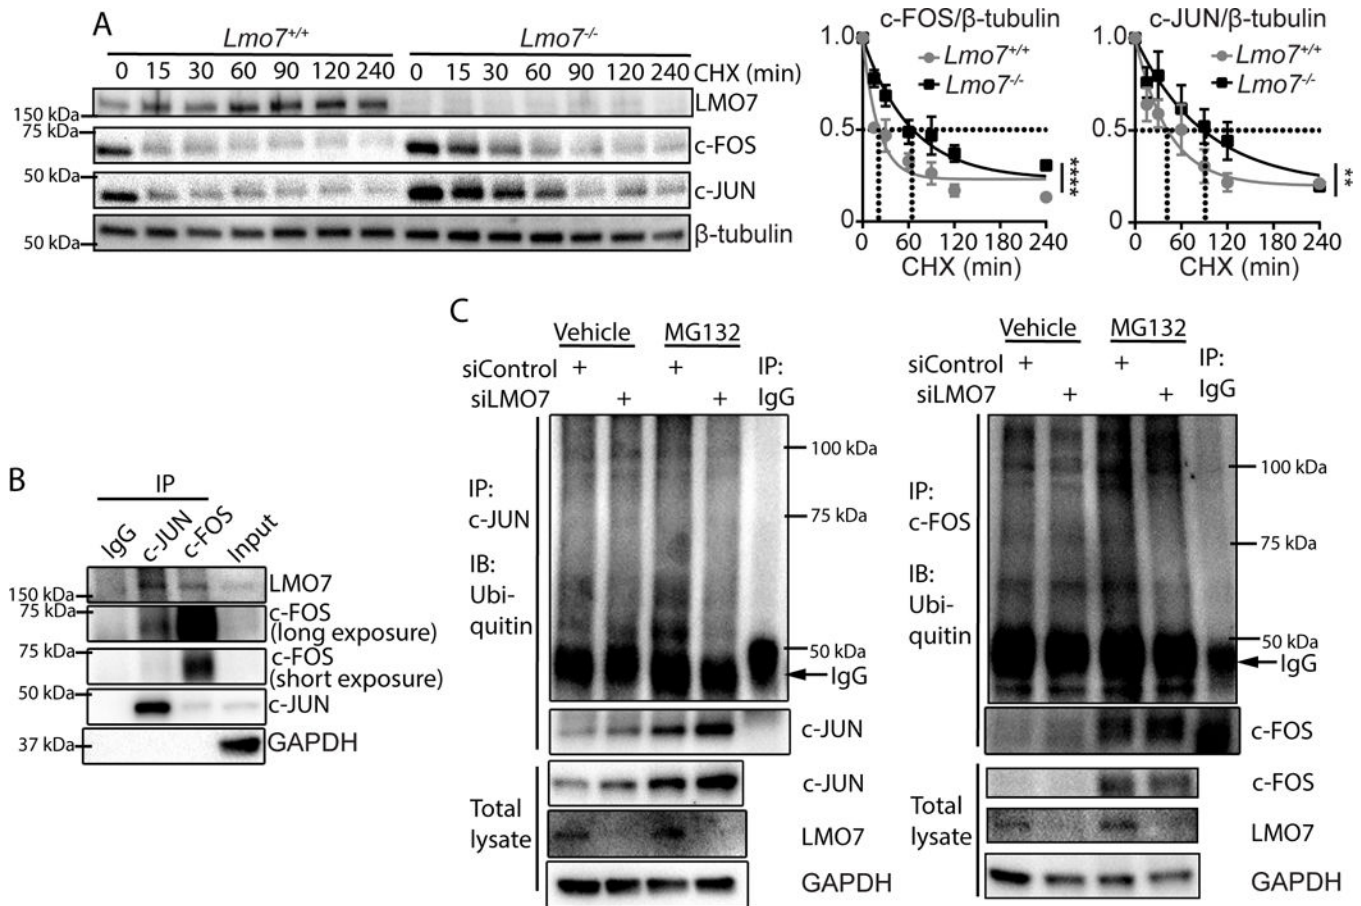 A
Lmo7+/+ Lmo7-/-
0 15 30 60 90 120 240 0 15 30 60 90 120 240 CHX (min)
LMO7
150 kDa
75 kDa
c-FOS
50 kDa
c-JUN
β-tubulin
50 kDa
c-FOS/β-tubulin
1.0
Lmo7+/+
Lmo7-/-
0.5
****
0
0 60 120 180 240
CHX (min)
c-JUN/β-tubulin
1.0
Lmo7+/+
Lmo7-/-
0.5
**
0
0 60 120 180 240
CHX (min)
B
IP
IgG c-JUN c-FOS Input
LMO7
150 kDa
75 kDa
c-FOS
(long exposure)
75 kDa
c-FOS
(short exposure)
50 kDa
c-JUN
37 kDa
GAPDH
C
Vehicle MG132
siControl + + IP:
siLMO7 + + IgG
100 kDa
IP:
c-JUN
75 kDa
IB:
Ubi-
quitin
50 kDa
IgG
c-JUN
c-JUN
Total
lysate
LMO7
GAPDH
Vehicle MG132
siControl + + IP:
siLMO7 + + IgG
100 kDa
IP:
c-FOS
75 kDa
IB:
Ubi-
quitin
50 kDa
IgG
c-FOS
c-FOS
Total
lysate
LMO7
GAPDH